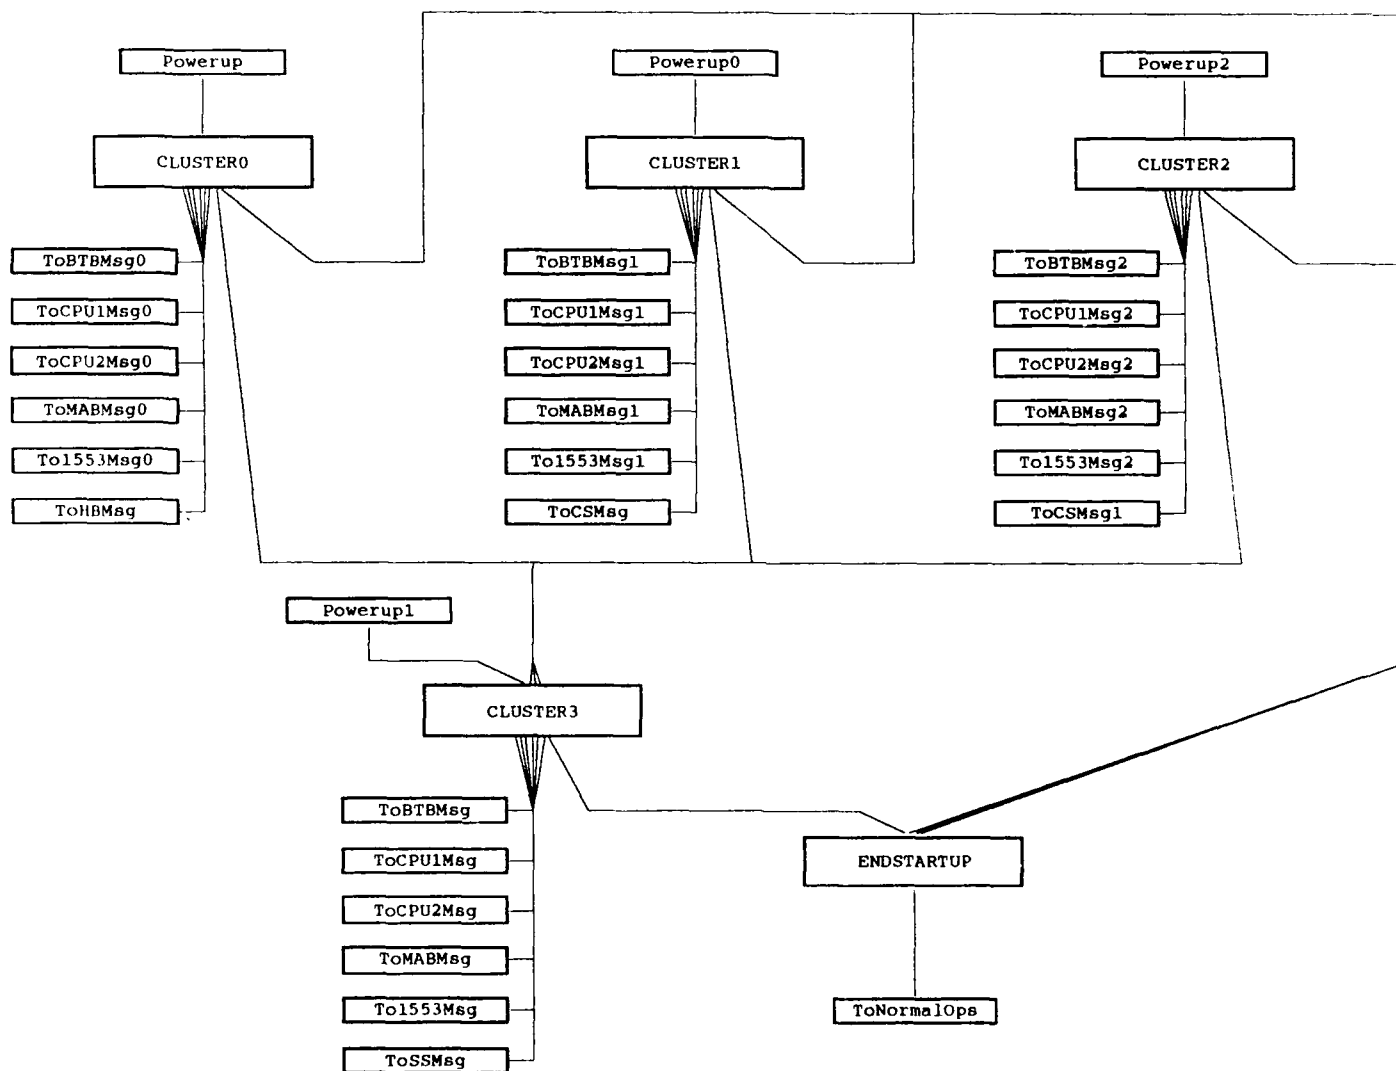 Powerup
Powerup0
Powerup2
CLUSTER0
CLUSTER1
CLUSTER2
ToBTBMsg0
ToBTBMsg1
ToBTBMsg2
ToCPU1Msg0
ToCPU1Msg1
ToCPU1Msg2
ToCPU2Msg0
ToCPU2Msg1
ToCPU2Msg2
ToMABMsg0
ToMABMsg1
ToMABMsg2
To1553Msg0
To1553Msg1
To1553Msg2
ToHBMsg
ToCSMsg
ToCSMsg1
Powerup1
CLUSTER3
ToBTBMsg
ToCPU1Msg
ENDSTARTUP
ToCPU2Msg
ToMABMsg
To1553Msg
ToNormalOps
ToSSMsg